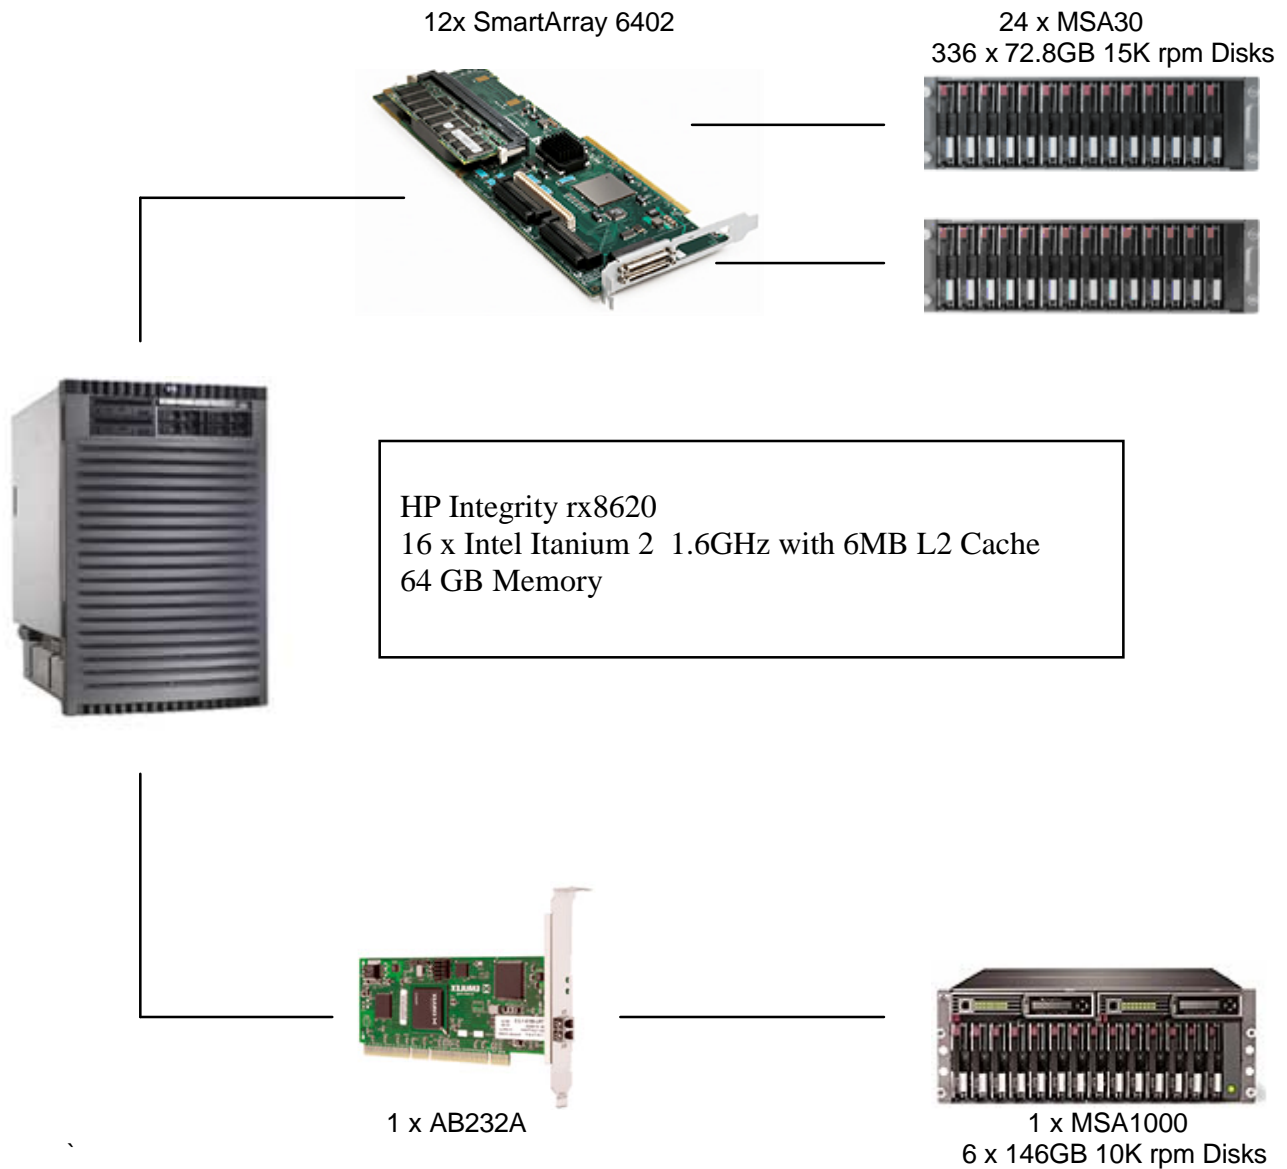 12x SmartArray 6402
24 x MSA30
336 x 72.8GB 15K rpm Disks
HP Integrity rx8620
16 x Intel Itanium 2  1.6GHz with 6MB L2 Cache
64 GB Memory
1 x AB232A
1 x MSA1000
6 x 146GB 10K rpm Disks
`